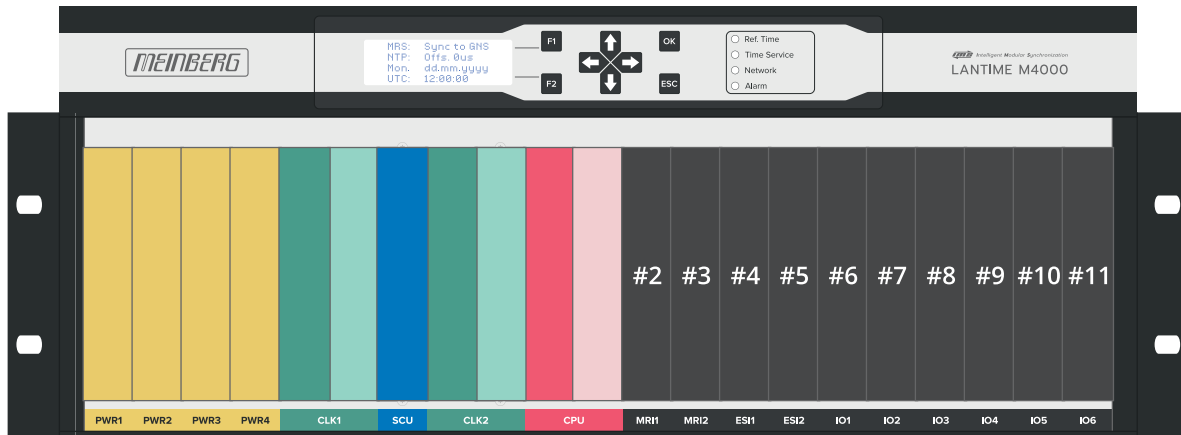 MEINBERG
MRS: Sync to GNS
NTP: Offs. 0us
Mon. dd.mm.yyyy
UTC: 12:00:00
F1
F2
OK
ESC
Ref. Time
Time Service
Network
Alarm
IMS Intelligent Modular Synchronization
LANTIME M4000
#2 #3 #4 #5 #6 #7 #8 #9 #10 #11
PWR1 PWR2 PWR3 PWR4 CLK1 SCU CLK2 CPU MRI1 MRI2 ESI1 ESI2 IO1 IO2 IO3 IO4 IO5 IO6